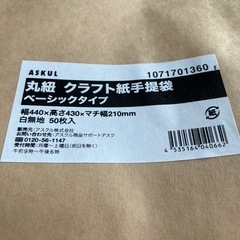 ASKUL
1071701360
丸紐 クラフト紙手提袋
ベーシックタイプ
幅440×高さ430×マチ幅210mm
白無地 50枚入
販売元:アスクル株式会社
お問い合わせ先:アスクル商品サポートデスク
0120-56-1147
受付時間:月曜~土曜日(祝日を除く)
午前9時~午後6時
紙
4 535164 040662